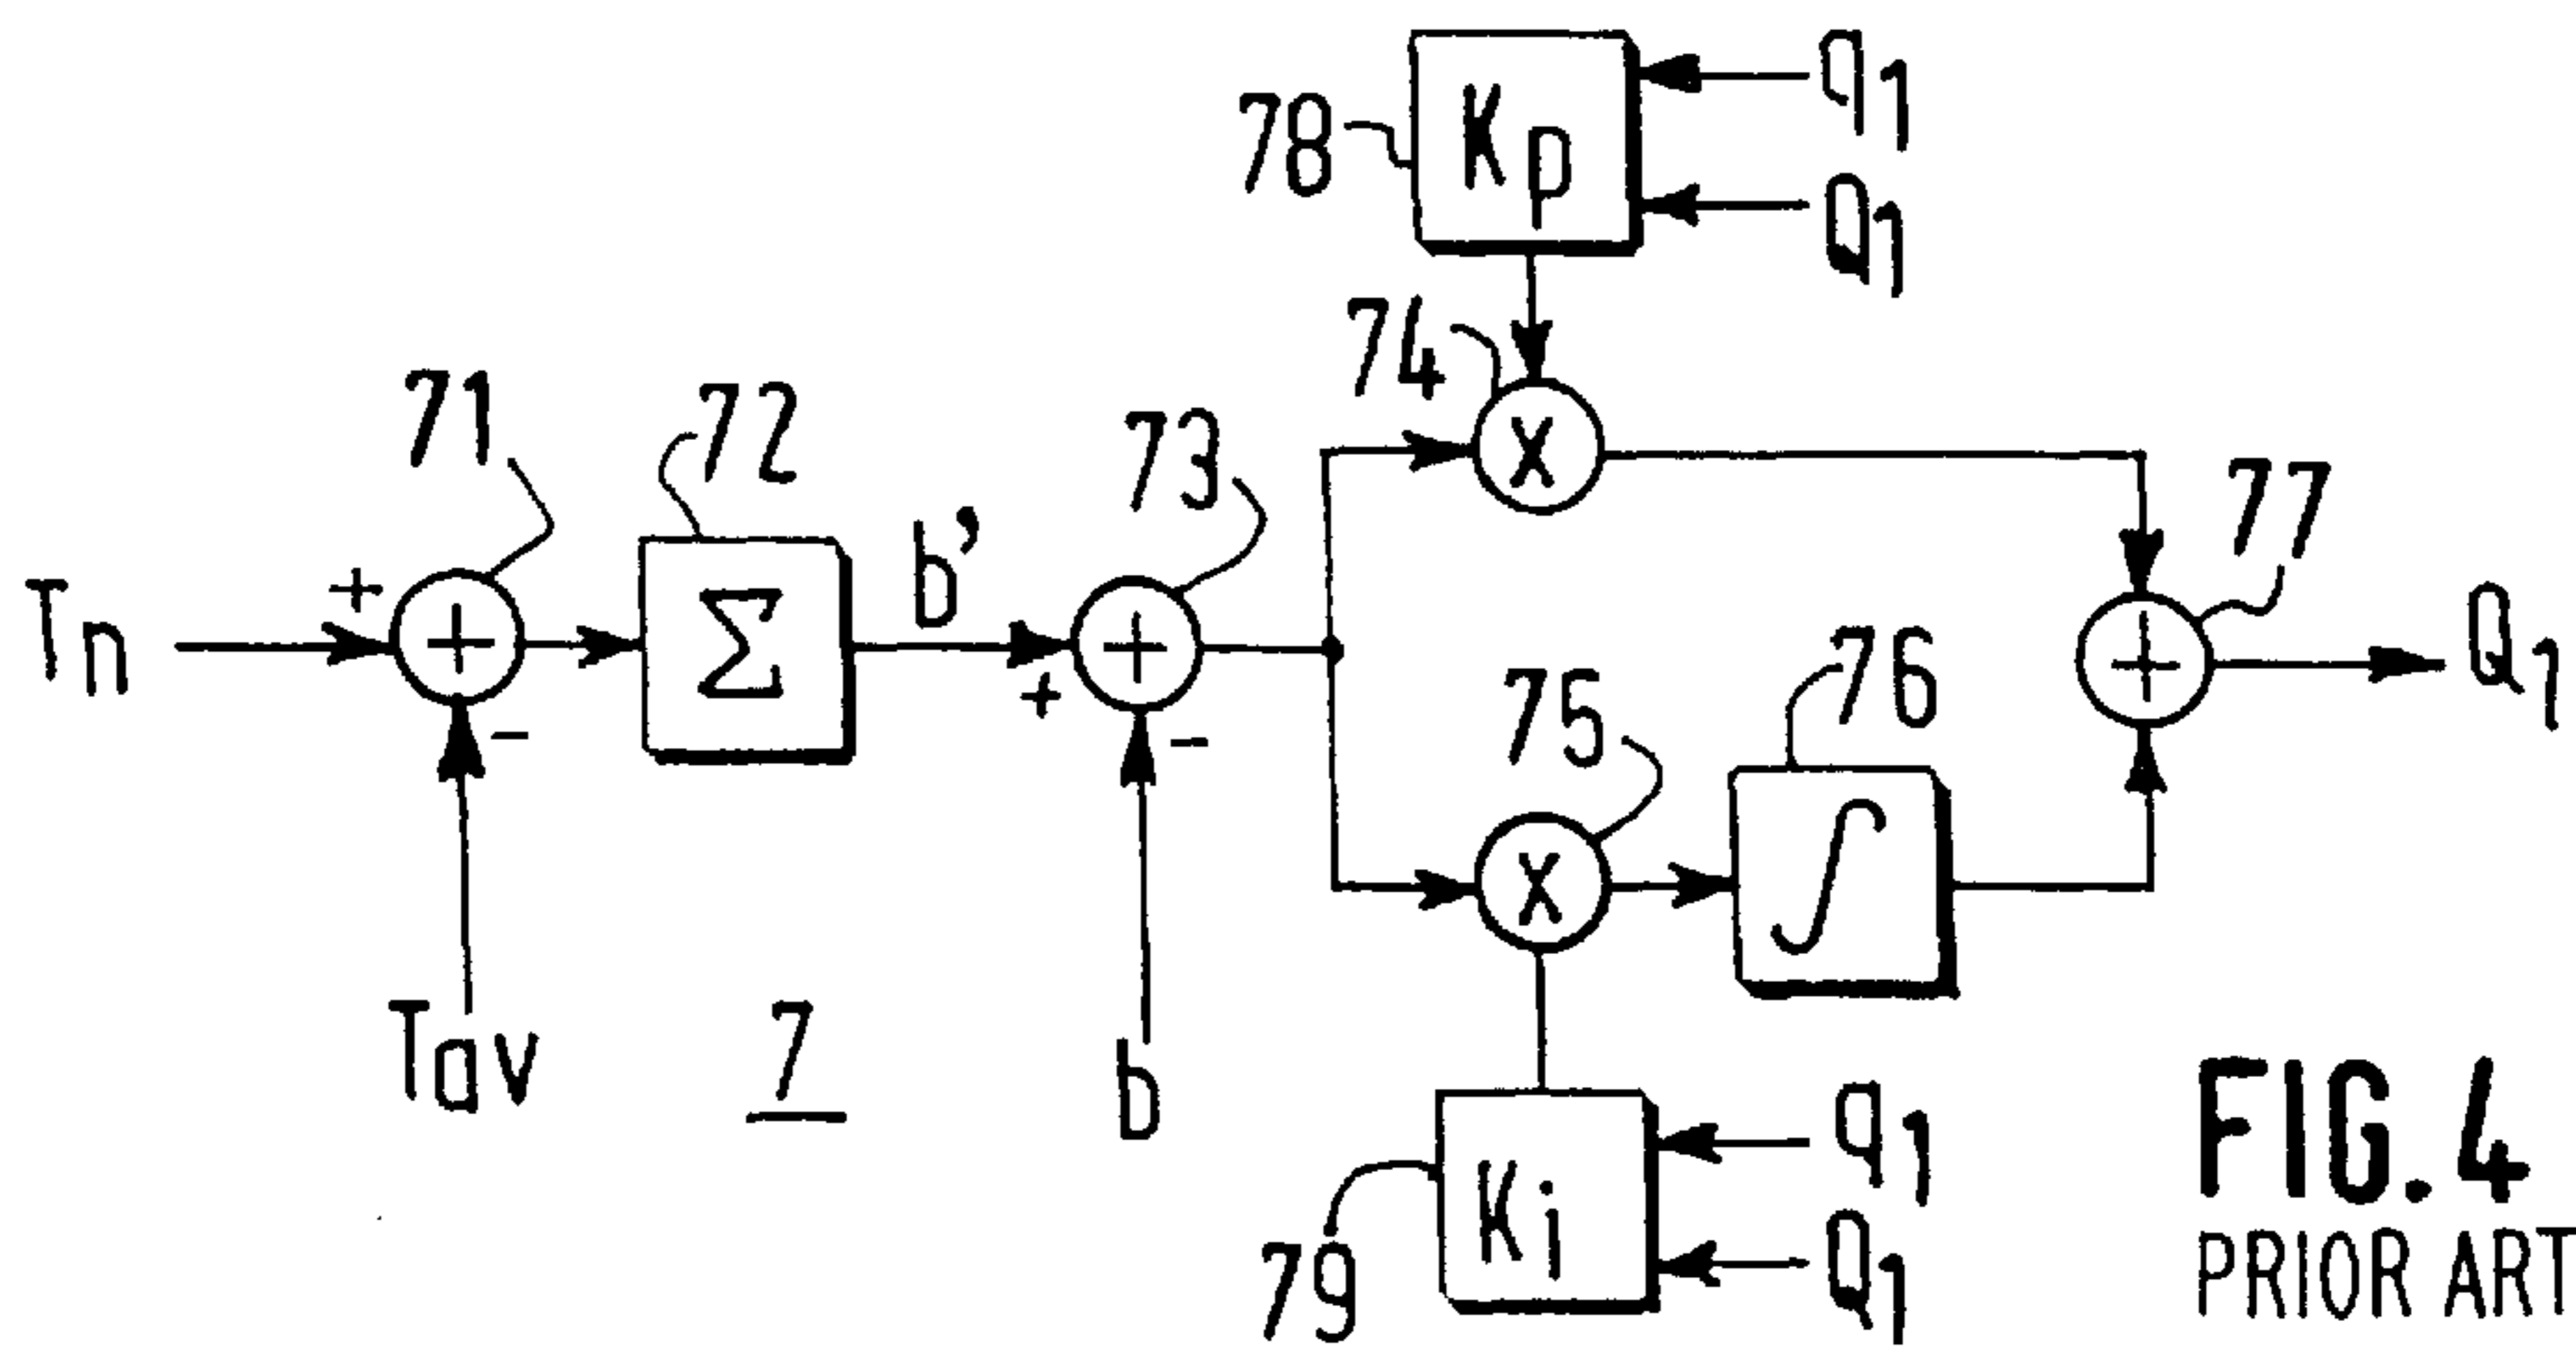 Kp
q1
Q1
78
74
71
72
73
77
Tn
+
+
-
Σ
b'
+
+
-
x
+
Q1
75
76
x
∫
Tav
7
b
Ki
q1
Q1
79
FIG.4
PRIOR ART